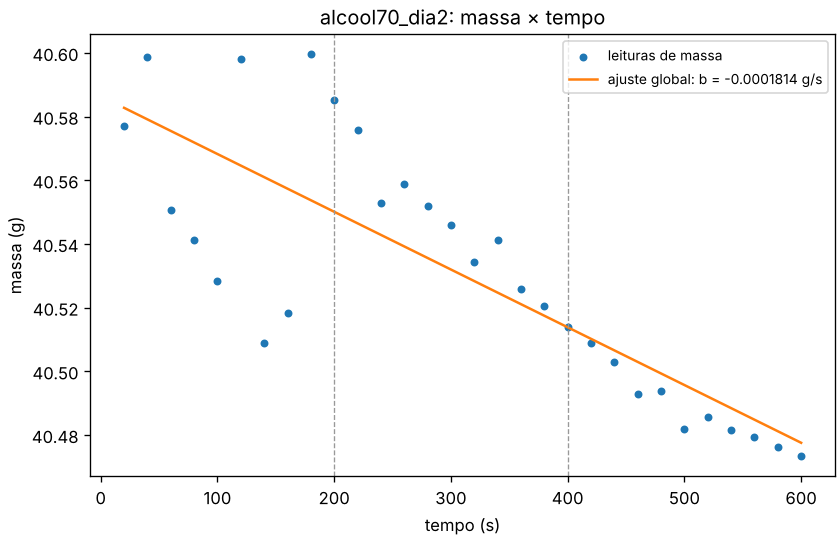 alcool70_dia2: massa × tempo
leituras de massa
ajuste global: b = -0.0001814 g/s
massa (g)
40.60
40.58
40.56
40.54
40.52
40.50
40.48
0 100 200 300 400 500 600
tempo (s)